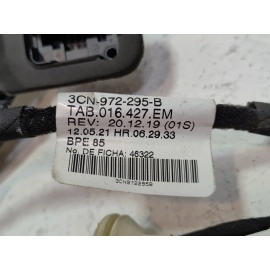 3CN-972-295-B
TAB.016.427.EM
REV: 20.12.19 (01S)
12.05.21 HR.06.29.33
BPE 85
No. DE FICHA: 46322
3CN972295B